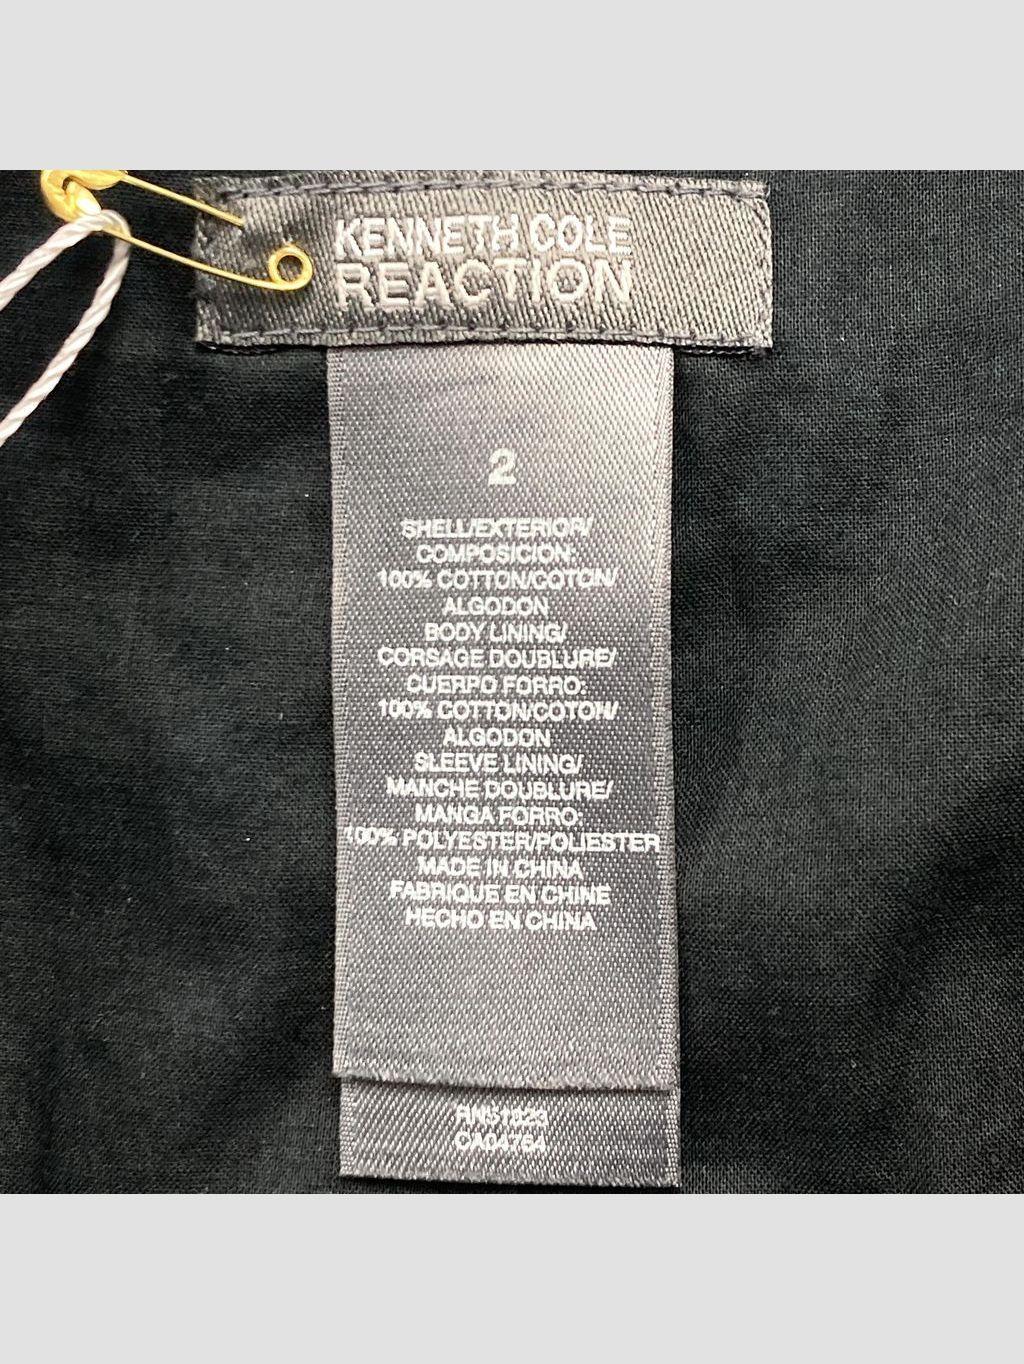 KENNETH COLE
REACTION
2
SHELL/EXTERIOR/
COMPOSICION:
100% COTTON/COTON/
ALGODON
BODY LINING/
CORSAGE DOUBLURE/
CUERPO FORRO:
100% COTTON/COTON/
ALGODON
SLEEVE LINING/
MANCHE DOUBLURE/
MANGA FORRO:
100% POLYESTER/POLIESTER
MADE IN CHINA
FABRIQUE EN CHINE
HECHO EN CHINA
RN51923
CA04764